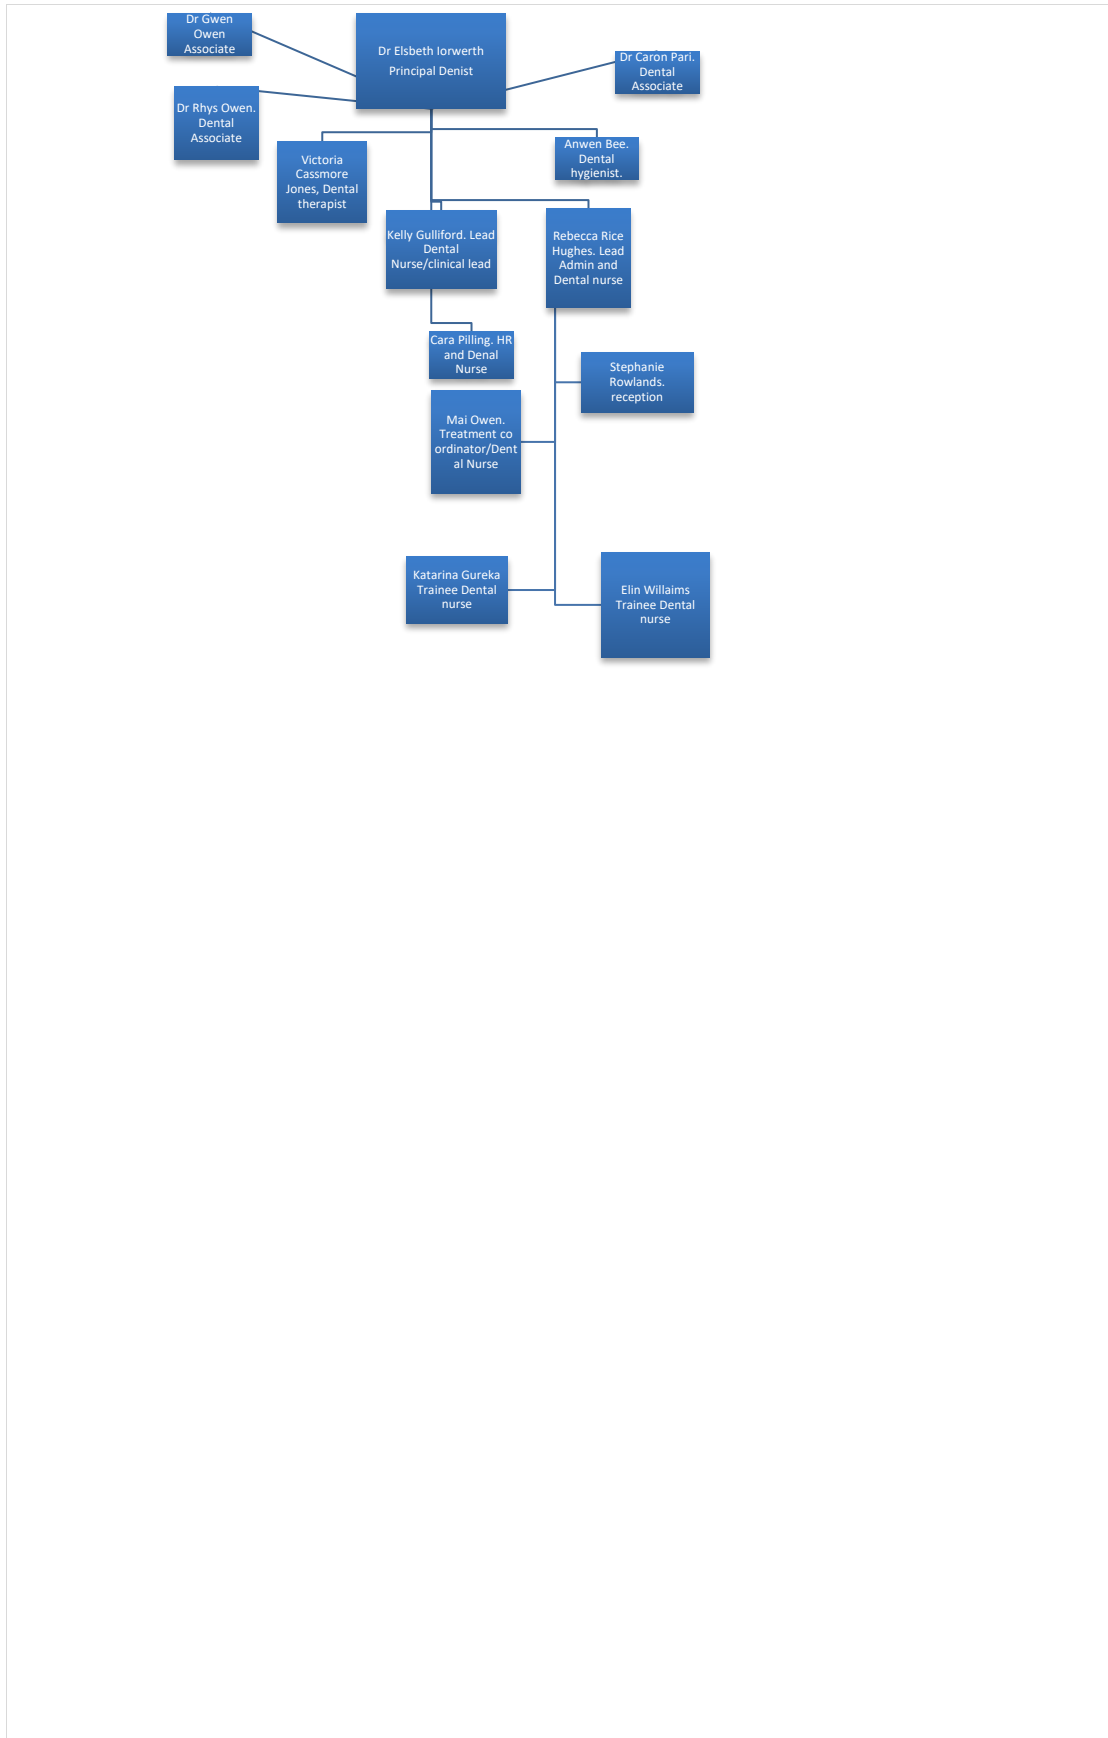 Dr Gwen
Owen
Associate
Dr Elsbeth Iorwerth
Principal Denist
Dr Caron Pari.
Dental
Associate
Dr Rhys Owen.
Dental
Associate
Victoria
Cassmore
Jones, Dental
therapist
Anwen Bee.
Dental
hygienist.
Kelly Gulliford. Lead
Dental
Nurse/clinical lead
Rebecca Rice
Hughes. Lead
Admin and
Dental nurse
Cara Pilling. HR
and Denal
Nurse
Stephanie
Rowlands.
reception
Mai Owen.
Treatment co
ordinator/Dent
al Nurse
Katarina Gureka
Trainee Dental
nurse
Elin Willaims
Trainee Dental
nurse